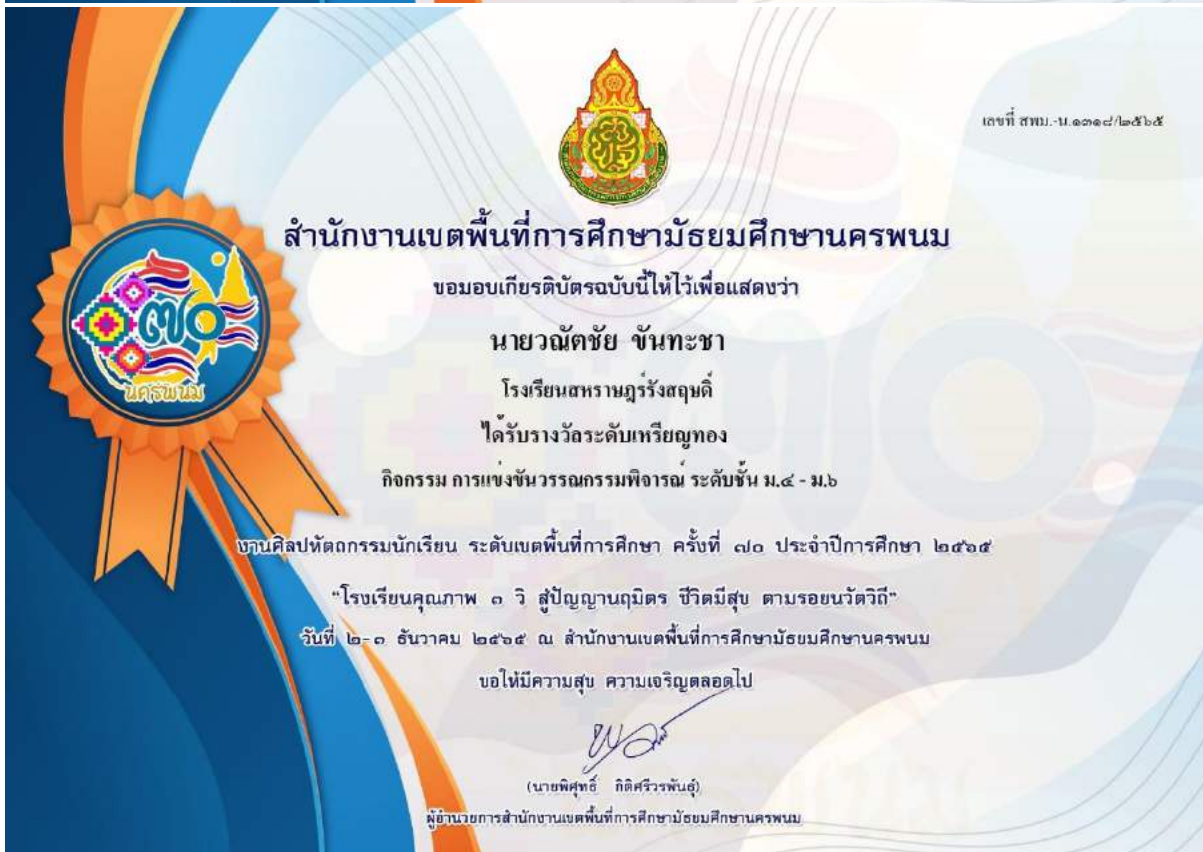 เลขที่ สพม.-น.๑๓๑๘/๒๕๖๕
สำนักงานเขตพื้นที่การศึกษามัธยมศึกษานครพนม
ขอมอบเกียรติบัตรฉบับนี้ให้ไว้เพื่อแสดงว่า
นายวณัตชัย ขันทะชา
โรงเรียนสหราษฎร์รังสฤษดิ์
ได้รับรางวัลระดับเหรียญทอง
กิจกรรม การแข่งขันวรรณกรรมพิจารณ์ ระดับชั้น ม.๔ - ม.๖
๗๐
นครพนม
งานศิลปหัตถกรรมนักเรียน ระดับเขตพื้นที่การศึกษา ครั้งที่ ๗๐ ประจำปีการศึกษา ๒๕๖๕
"โรงเรียนคุณภาพ ๓ วิ สู่ปัญญานฤมิตร ชีวิตมีสุข ตามรอยนวัตวิถี"
วันที่ ๒-๓ ธันวาคม ๒๕๖๕ ณ สำนักงานเขตพื้นที่การศึกษามัธยมศึกษานครพนม
ขอให้มีความสุข ความเจริญตลอดไป
(นายพิศุทธิ์ กิติศรีวรพันธุ์)
ผู้อำนวยการสำนักงานเขตพื้นที่การศึกษามัธยมศึกษานครพนม